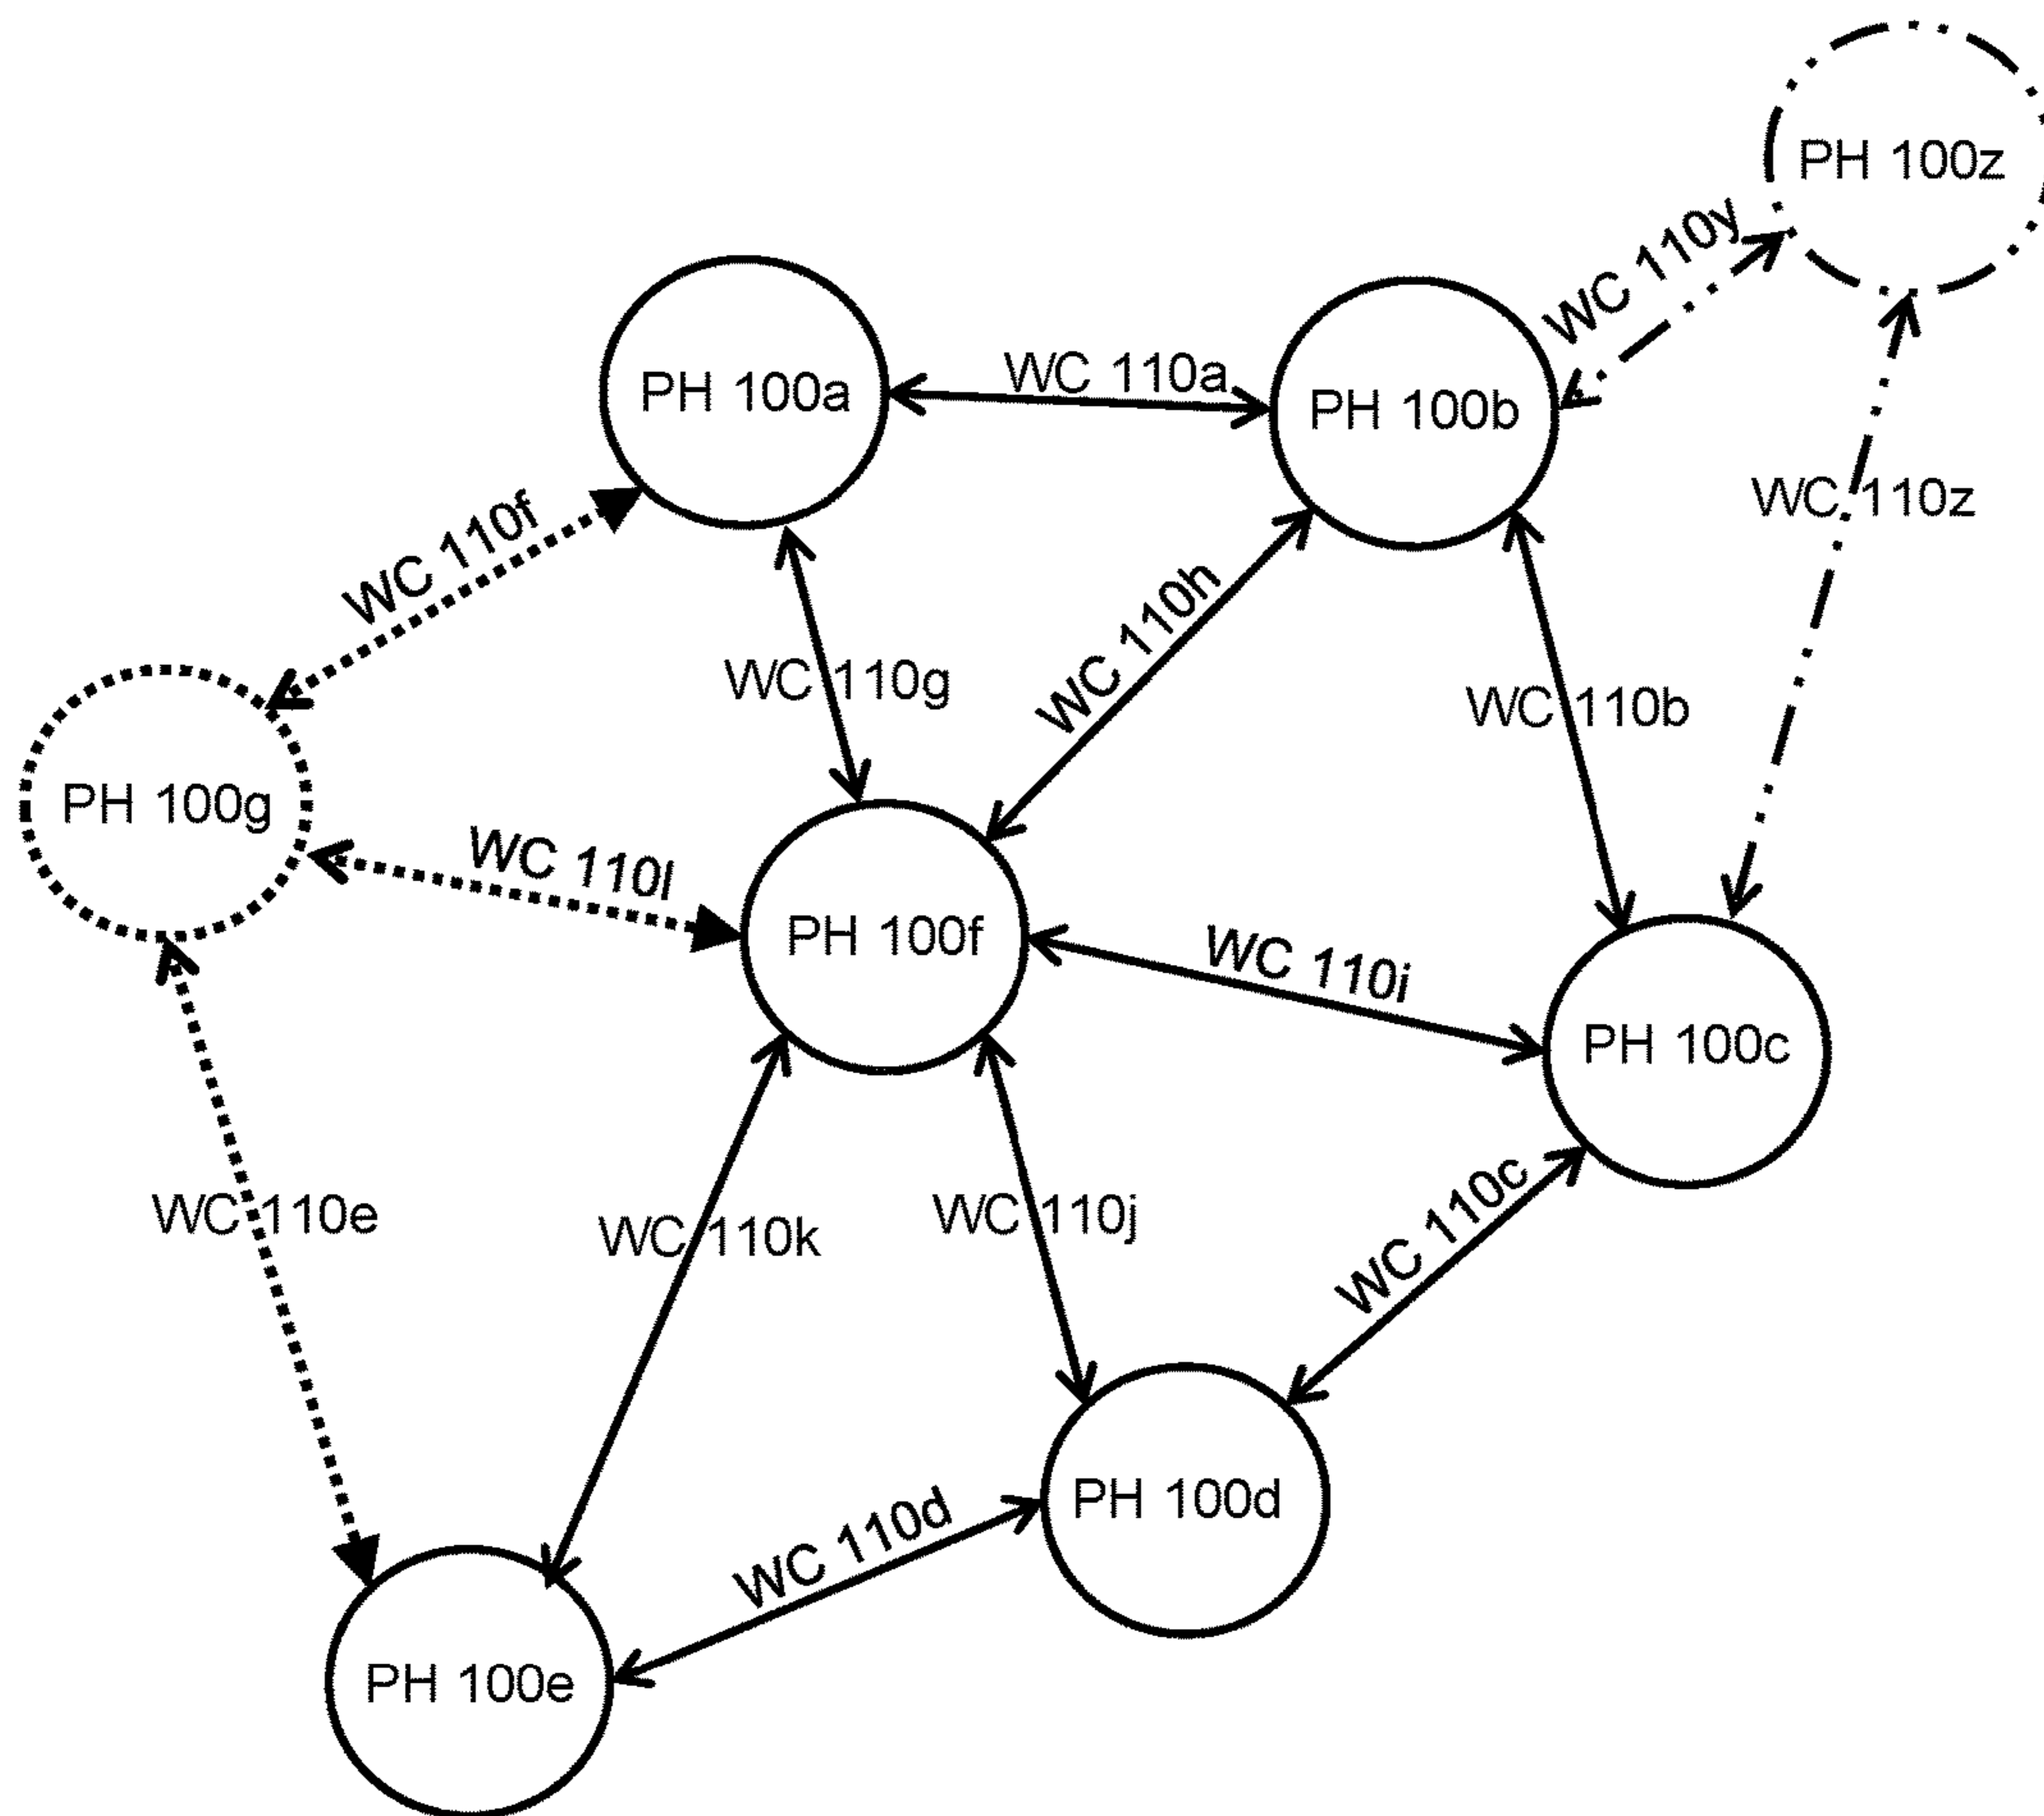 PH 100z
WC 110y
PH 100a
WC 110a
PH 100b
WC 110z
WC 110f
WC 110h
WC 110g
WC 110b
PH 100g
WC 110l
PH 100f
WC 110i
PH 100c
WC 110e
WC 110k
WC 110j
WC 110c
PH 100d
WC 110d
PH 100e